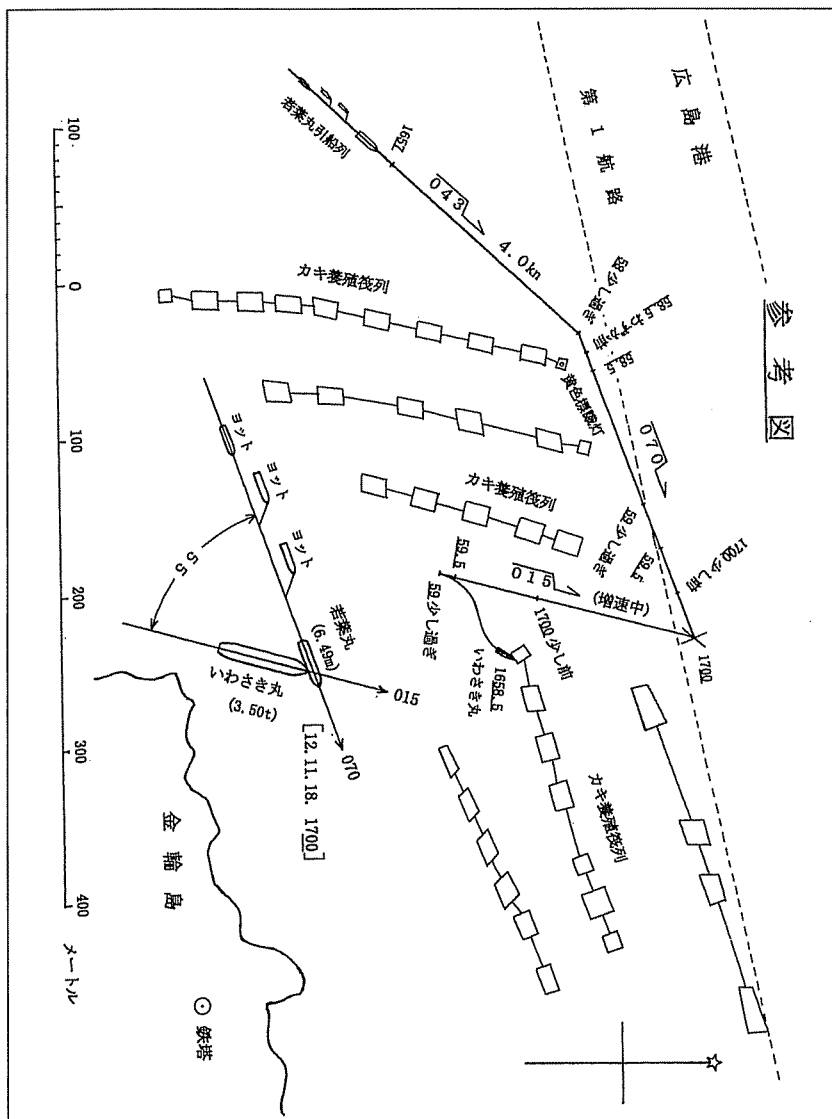 参考図
広島港
第1航路
若葉丸引船列
1657
043
4.0kn
58少し過ぎ
58.5わずか前
58.5
070
59少し過ぎ
59.5
1700少し前
1700
カキ養殖筏列
黄色標識灯
カキ養殖筏列
59.5
015
(増速中)
59少し過ぎ
1700少し前
1658.5
いわさき丸
カキ養殖筏列
ヨット
ヨット
ヨット
若葉丸
(6.49m)
55
いわさき丸
(3.50t)
015
070
[12.11.18. 1700]
金輪島
鉄塔
100
0
100
200
300
400
メートル